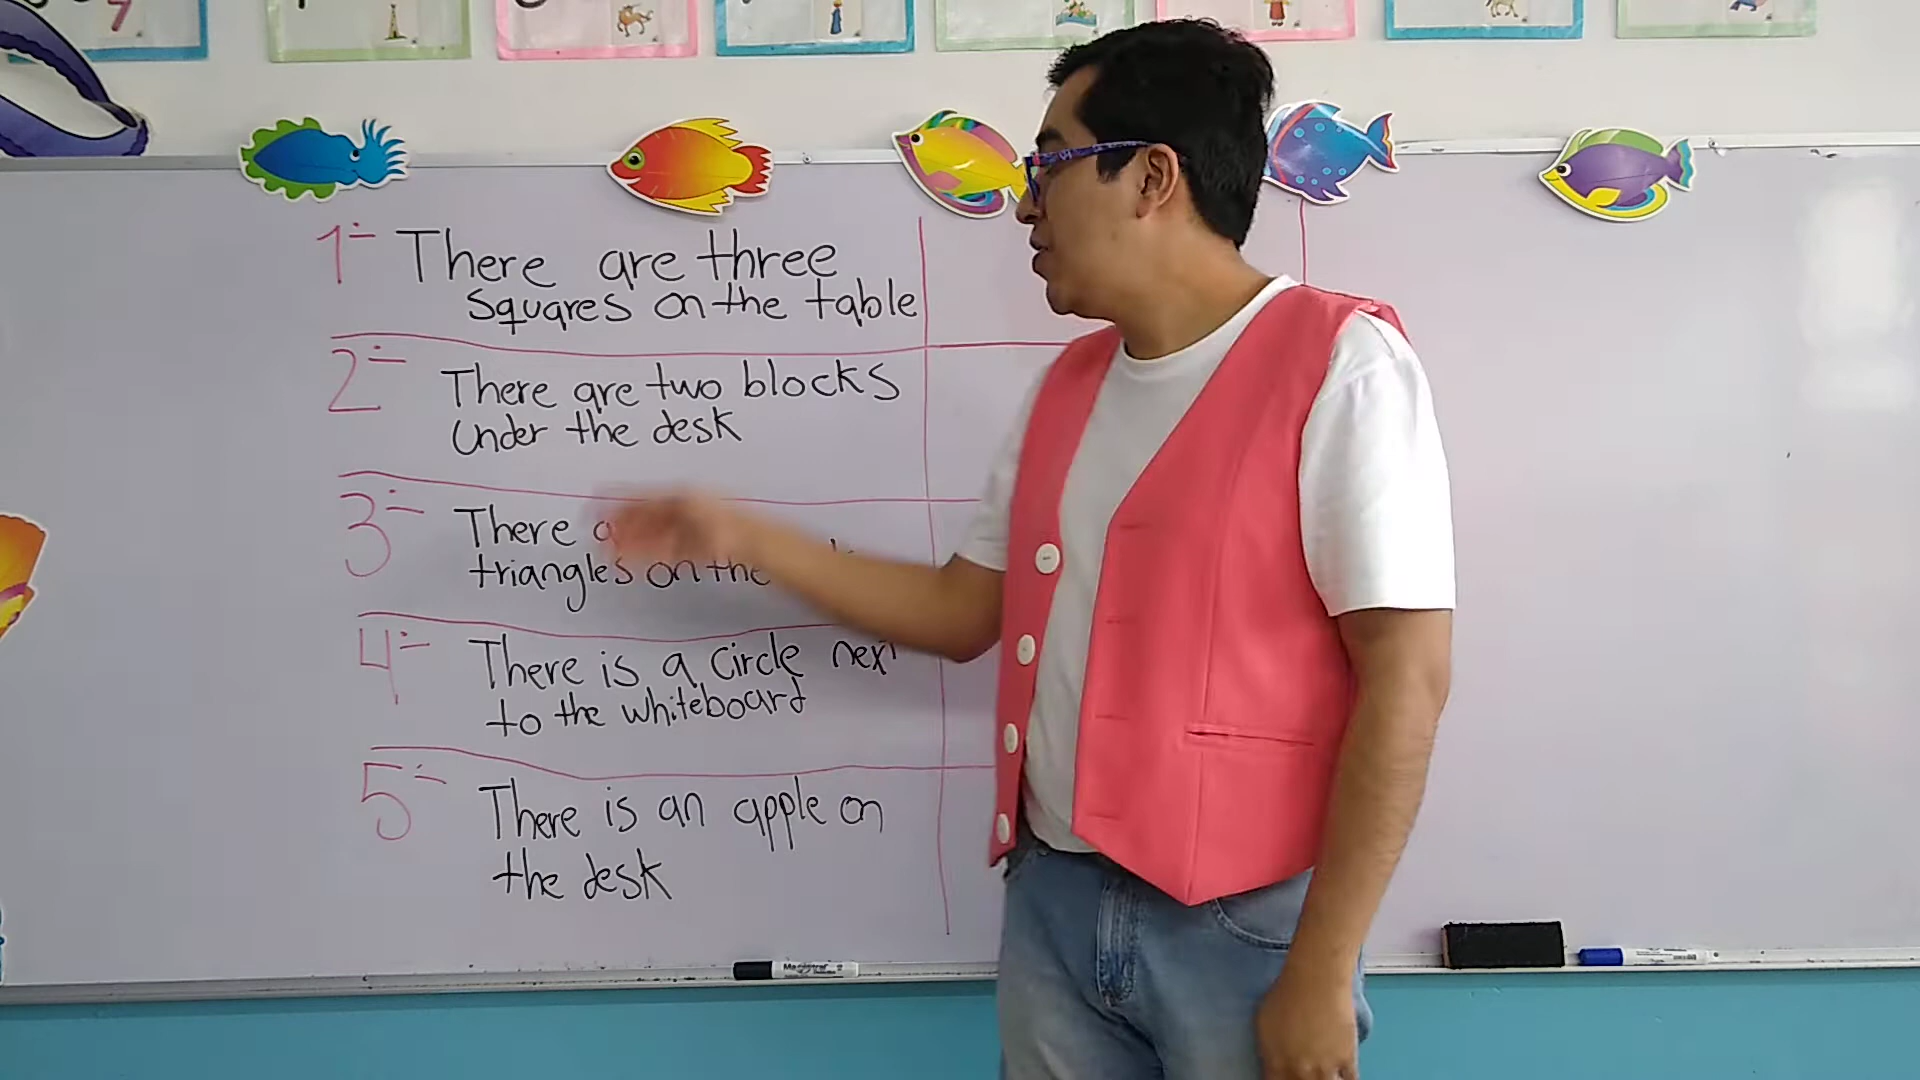 1- There are three
squares on the table
2- There are two blocks
under the desk
3- There
triangles on the
4- There is a circle next
to the whiteboard
5- There is an apple on
the desk